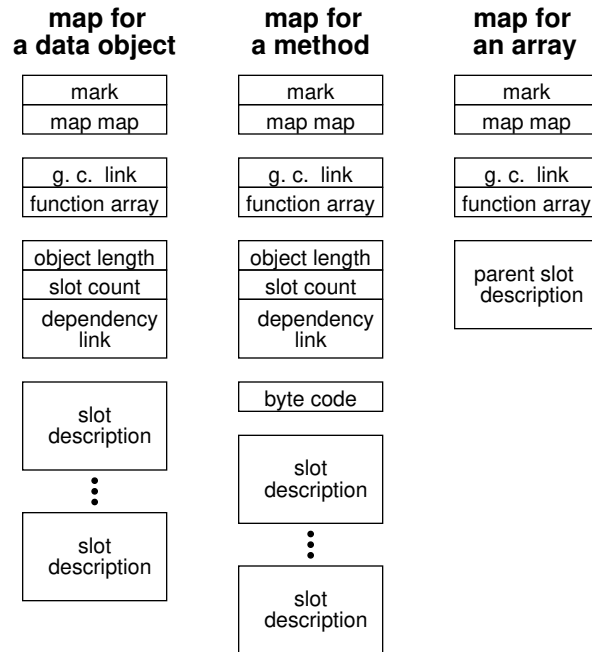 map for
a data object
mark
map map
g. c. link
function array
object length
slot count
dependency
link
slot
description
slot
description
map for
a method
mark
map map
g. c. link
function array
object length
slot count
dependency
link
byte code
slot
description
slot
description
map for
an array
mark
map map
g. c. link
function array
parent slot
description